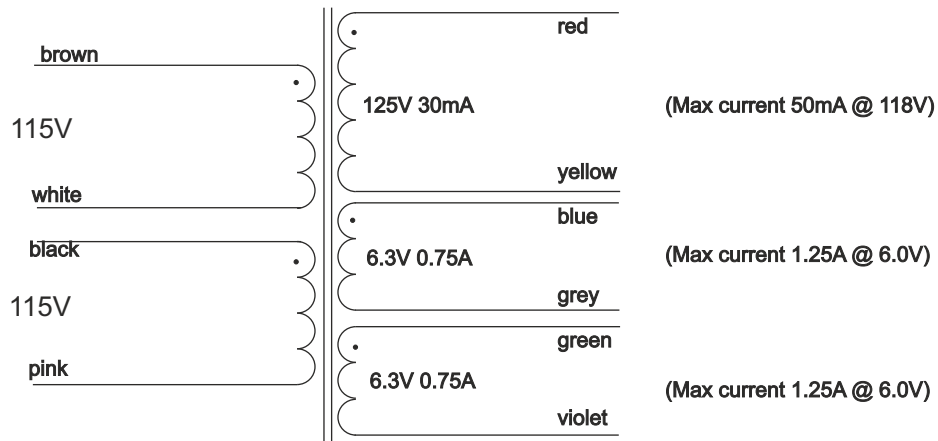 red
brown
125V 30mA
(Max current 50mA @ 118V)
115V
yellow
white
blue
black
6.3V 0.75A
(Max current 1.25A @ 6.0V)
115V
grey
green
pink
6.3V 0.75A
(Max current 1.25A @ 6.0V)
violet